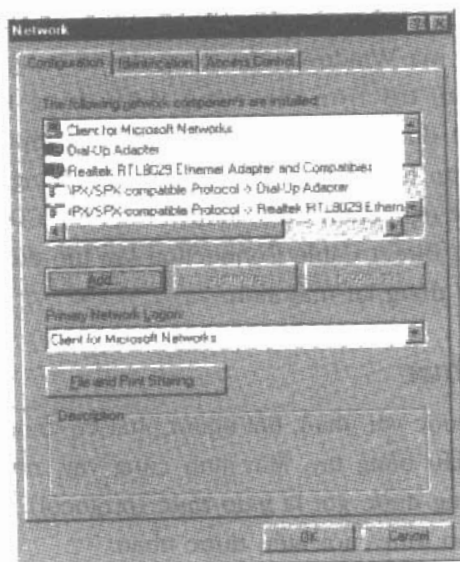 Network
Configuration Identification Access Control
The following network components are installed:
Client for Microsoft Networks
Dial-Up Adapter
Realtek RTL8029 Ethernet Adapter and Compatibles
IPX/SPX-compatible Protocol -> Dial-Up Adapter
IPX/SPX-compatible Protocol -> Realtek RTL8029 Ethern
Add...
Primary Network Logon:
Client for Microsoft Networks
File and Print Sharing...
Description
OK Cancel